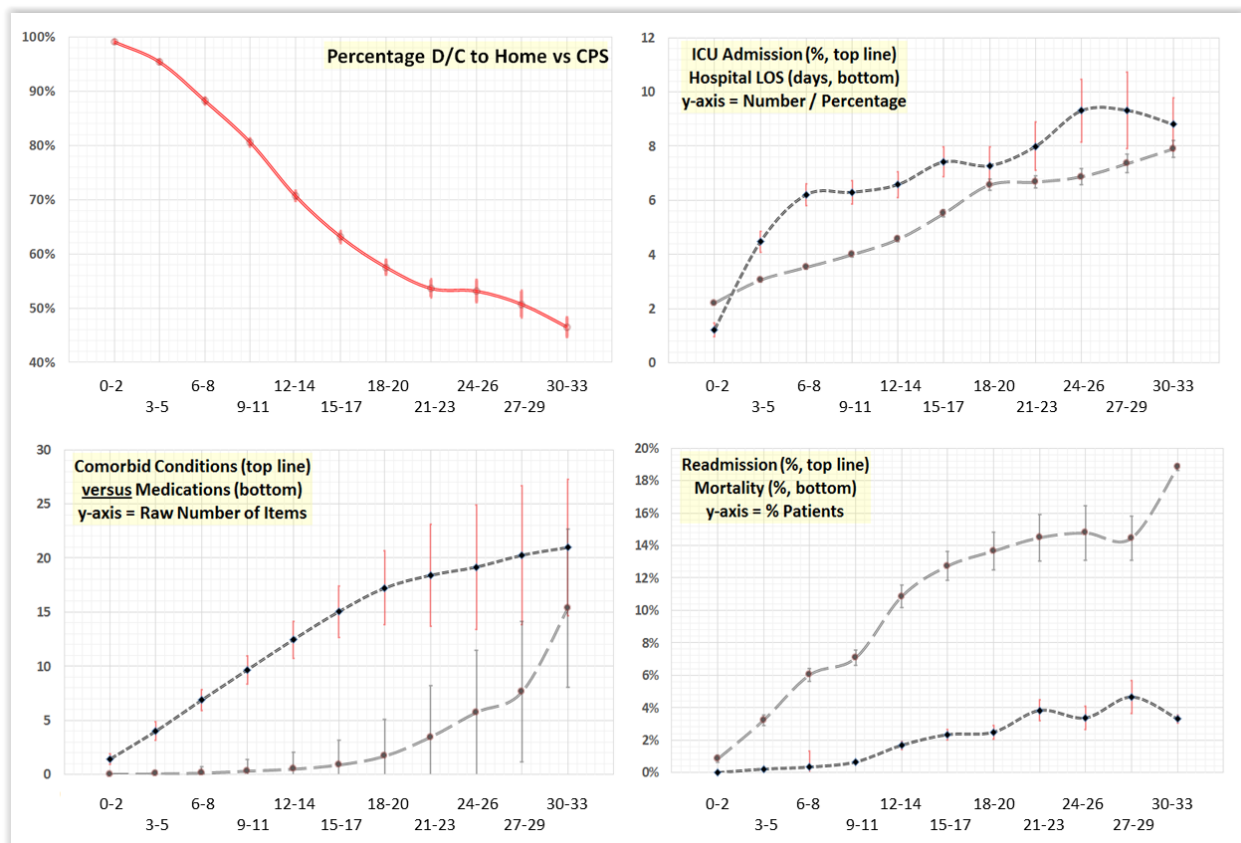 Percentage D/C to Home vs CPS
100%
90%
80%
70%
60%
50%
40%
0-2 6-8 12-14 18-20 24-26 30-33
3-5 9-11 15-17 21-23 27-29
ICU Admission (%, top line)
Hospital LOS (days, bottom)
y-axis = Number / Percentage
12
10
8
6
4
2
0
0-2 6-8 12-14 18-20 24-26 30-33
3-5 9-11 15-17 21-23 27-29
Comorbid Conditions (top line)
versus Medications (bottom)
y-axis = Raw Number of Items
30
25
20
15
10
5
0
0-2 6-8 12-14 18-20 24-26 30-33
3-5 9-11 15-17 21-23 27-29
Readmission (%, top line)
Mortality (%, bottom)
y-axis = % Patients
20%
18%
16%
14%
12%
10%
8%
6%
4%
2%
0%
0-2 6-8 12-14 18-20 24-26 30-33
3-5 9-11 15-17 21-23 27-29